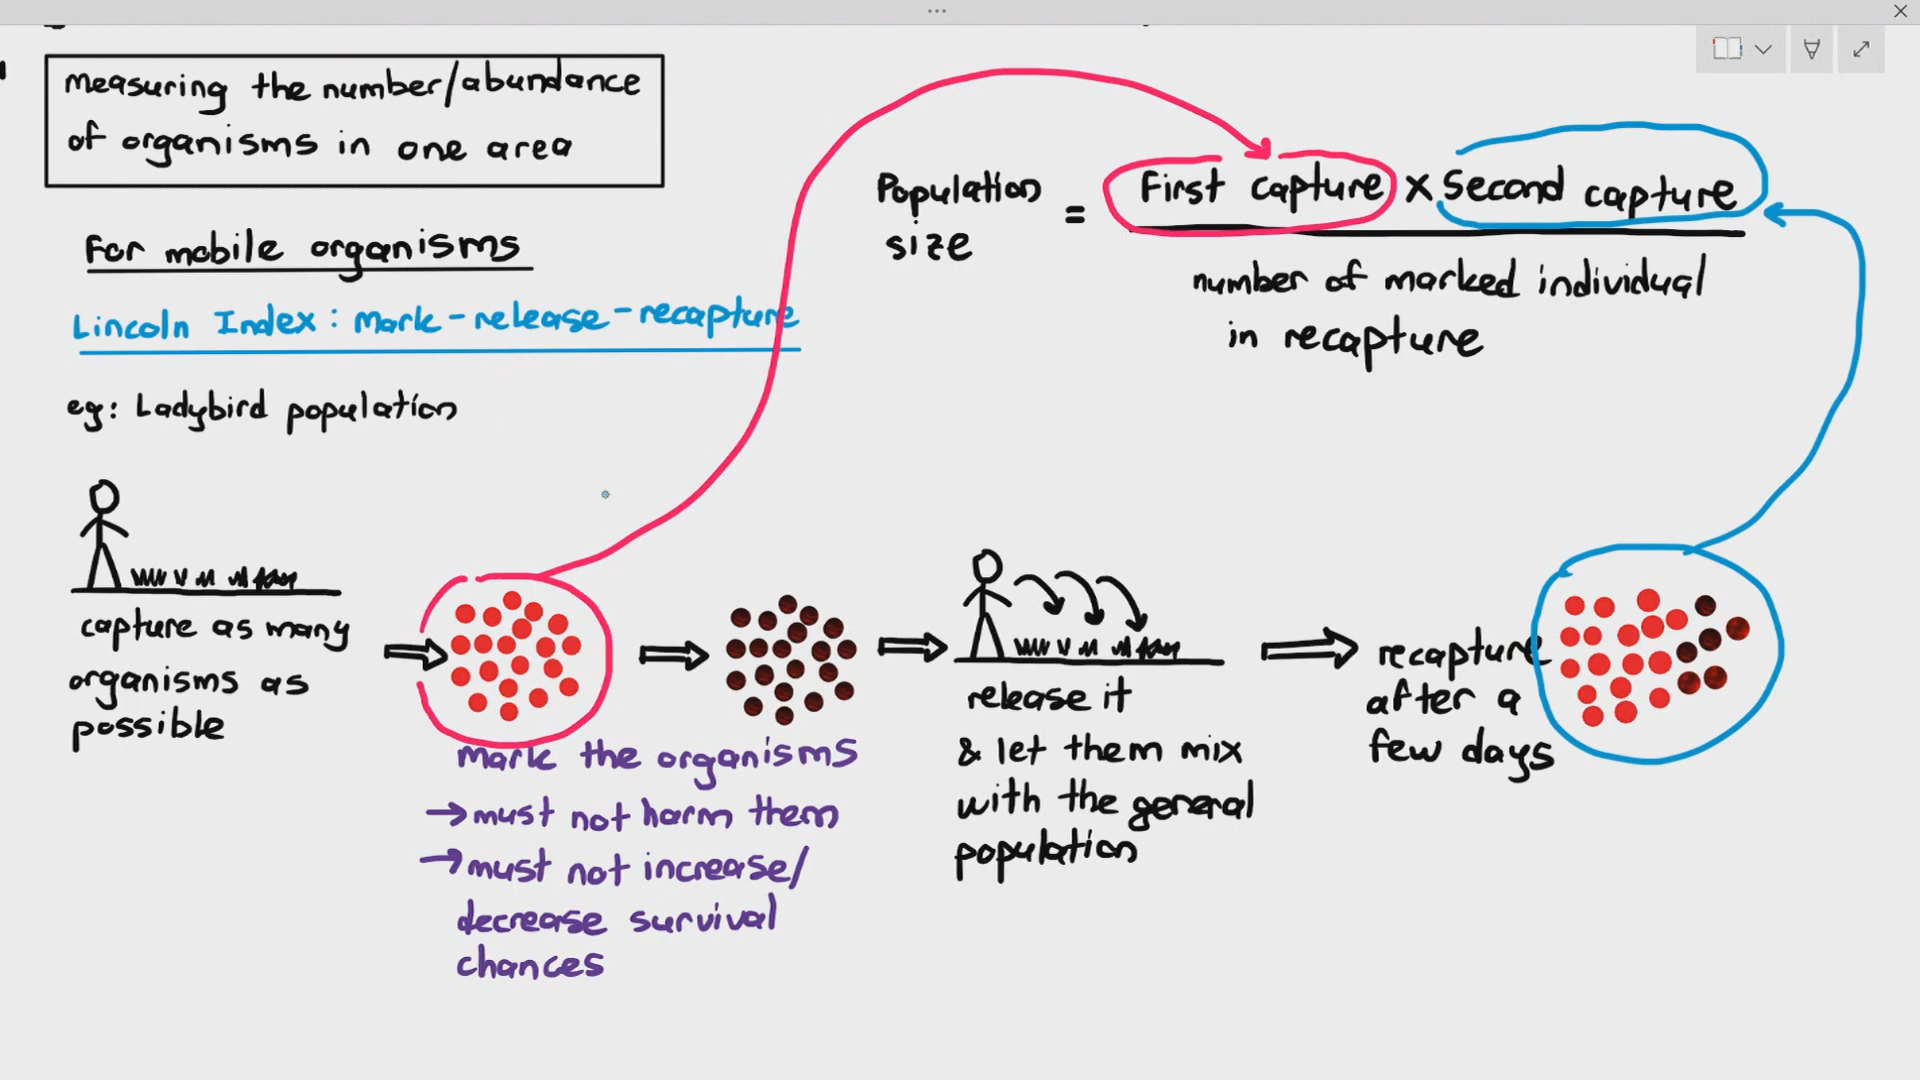 measuring the number/abundance
of organisms in one area
For mobile organisms
Lincoln Index: mark-release-recapture
eg: Ladybird population
Population
size
=
First capture x Second capture
number of marked individual
in recapture
capture as many
organisms as
possible
mark the organisms
→ must not harm them
→ must not increase/
decrease survival
chances
release it
& let them mix
with the general
population
recapture
after a
few days